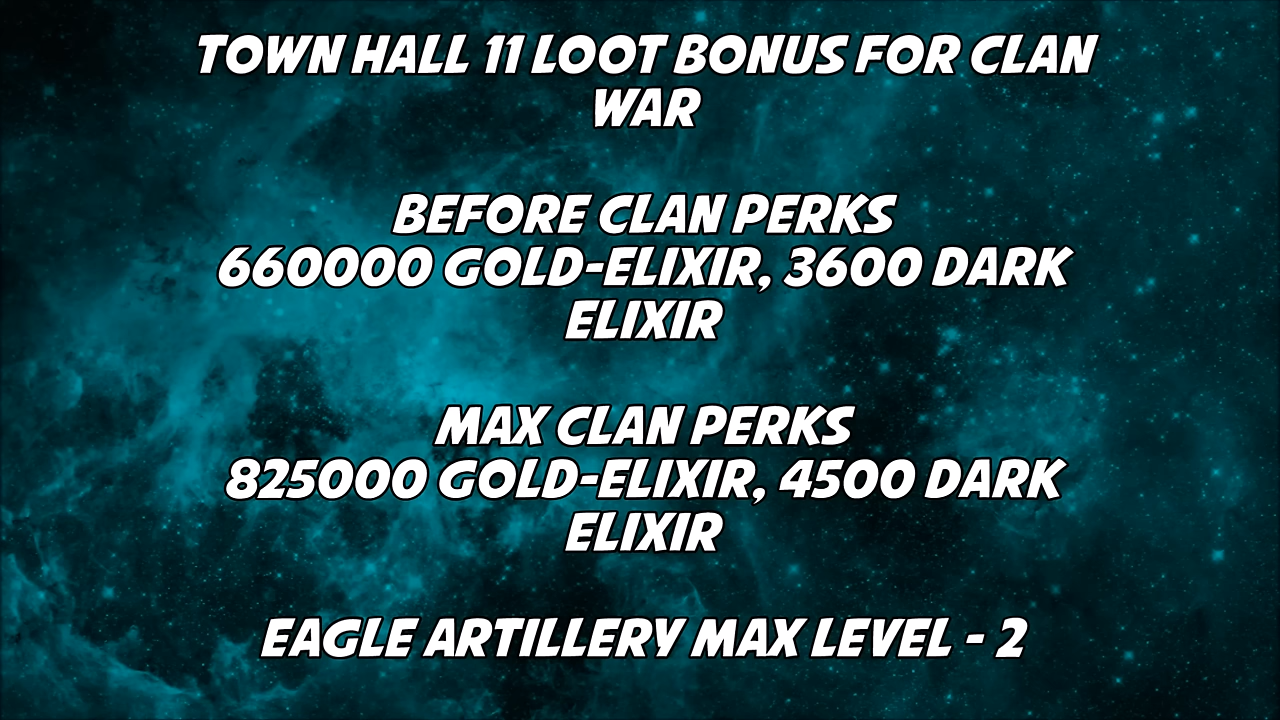 TOWN HALL 11 LOOT BONUS FOR CLAN
WAR
BEFORE CLAN PERKS
660000 GOLD-ELIXIR, 3600 DARK
ELIXIR
MAX CLAN PERKS
825000 GOLD-ELIXIR, 4500 DARK
ELIXIR
EAGLE ARTILLERY MAX LEVEL - 2